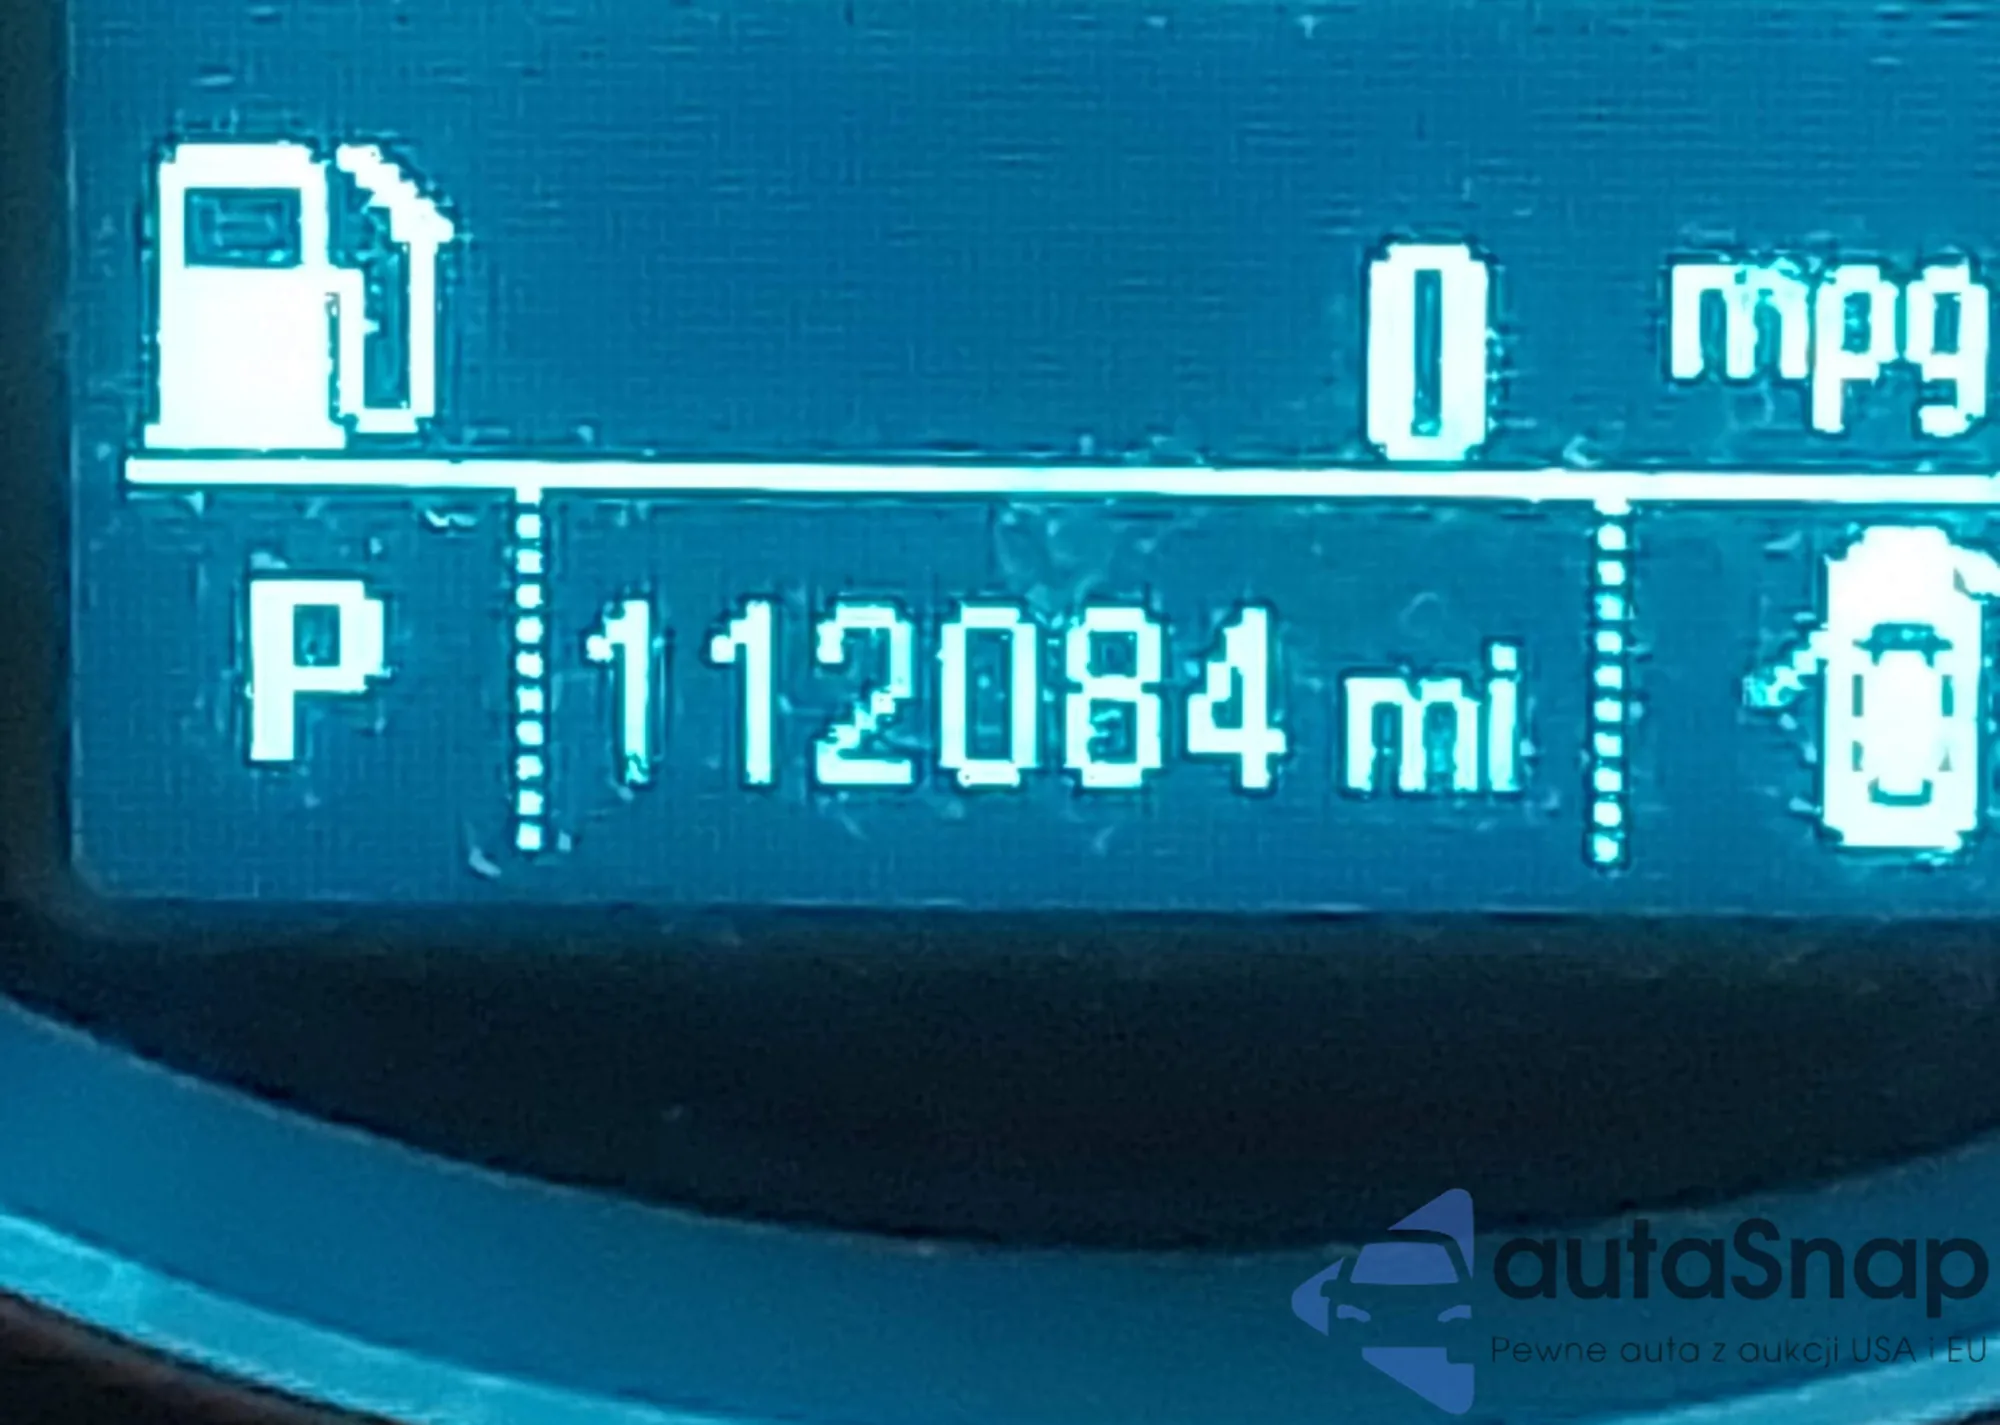 0 mpg
P 112084 mi
autaSnap
Pewne auta z aukcji USA i EU